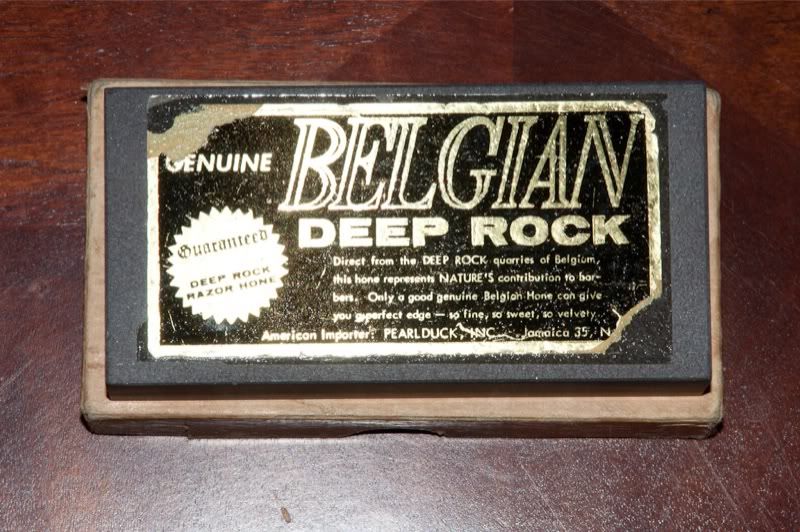 GENUINE
BELGIAN
DEEP ROCK
Guaranteed
DEEP ROCK
RAZOR HONE
Direct from the DEEP ROCK quarries of Belgium,
this hone represents NATURE'S contribution to bar-
bers. Only a good genuine Belgian Hone can give
you a perfect edge — so fine, so sweet, so velvety
American Importer: PEARLDUCK, INC. Jamaica 35, N